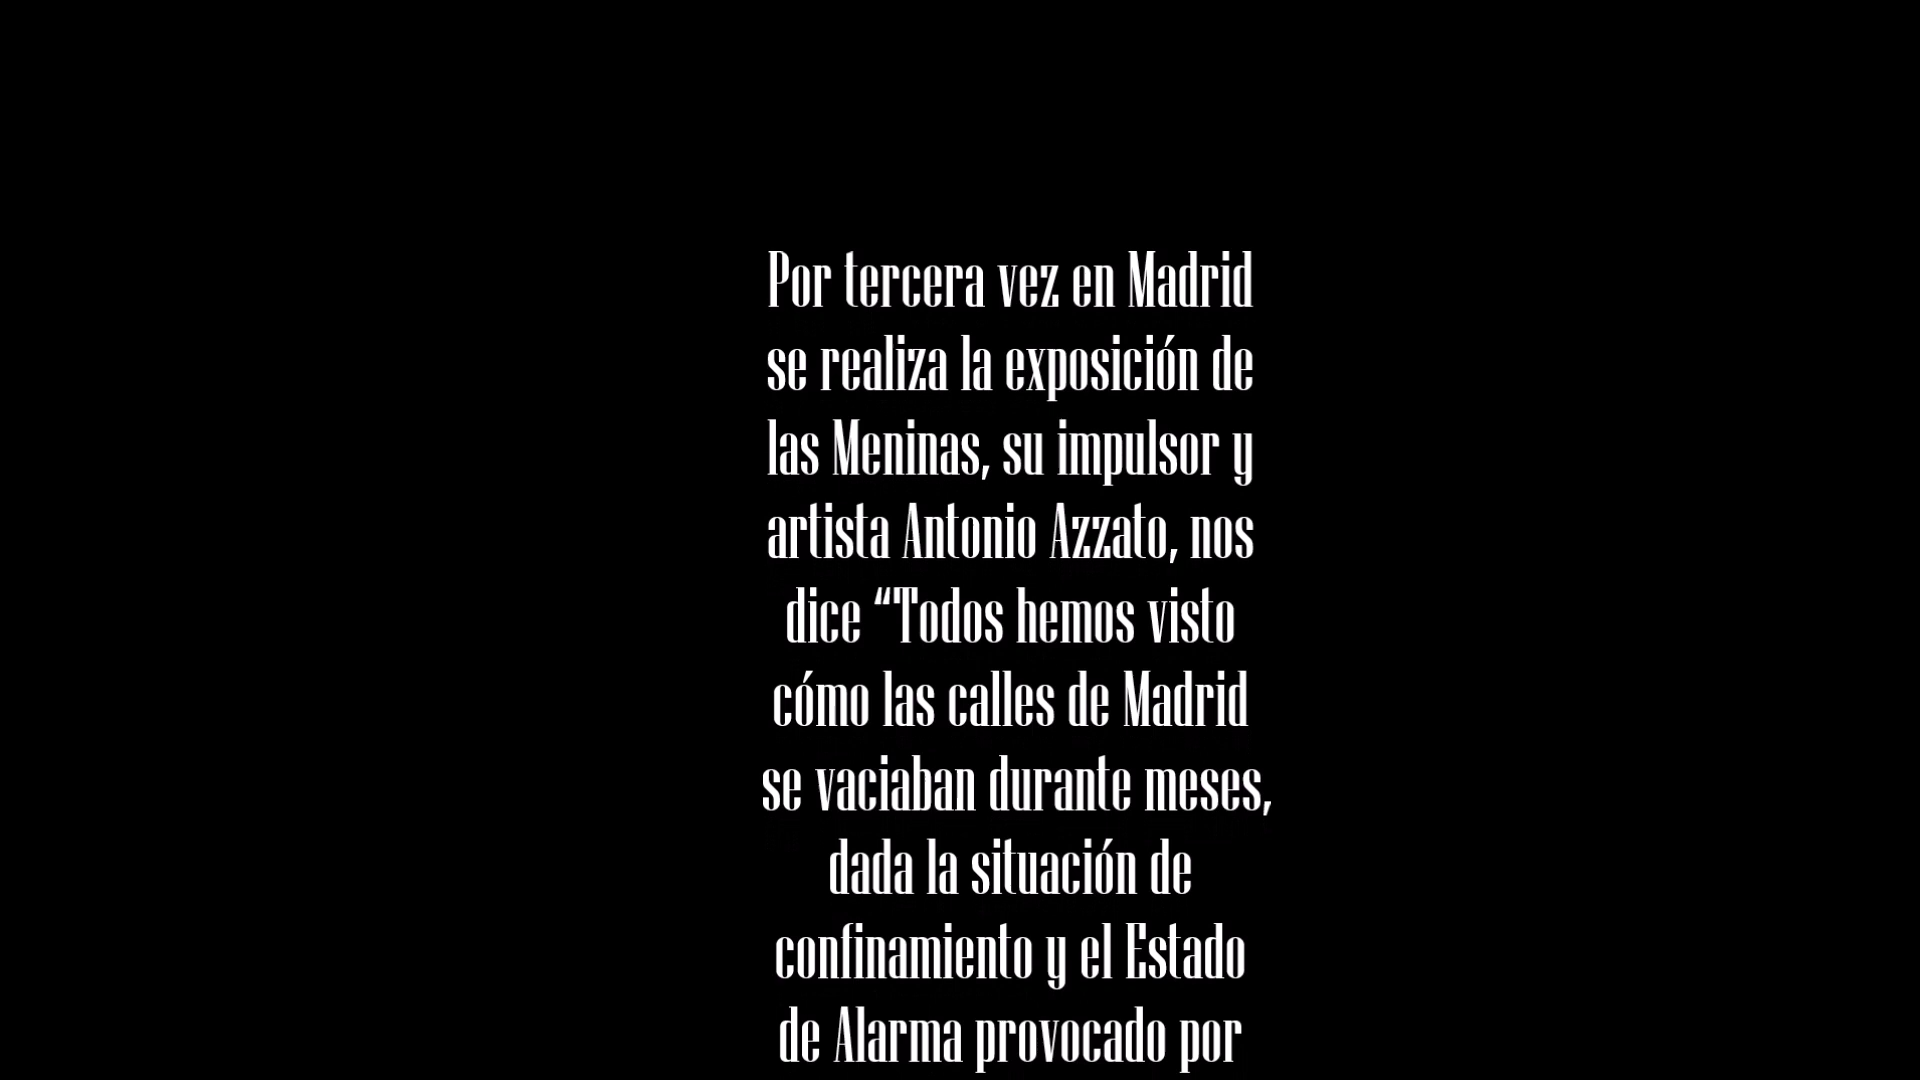 Por tercera vez en Madrid
se realiza la exposición de
las Meninas, su impulsor y
artista Antonio Azzato, nos
dice “Todos hemos visto
cómo las calles de Madrid
se vaciaban durante meses,
dada la situación de
confinamiento y el Estado
de Alarma provocado por